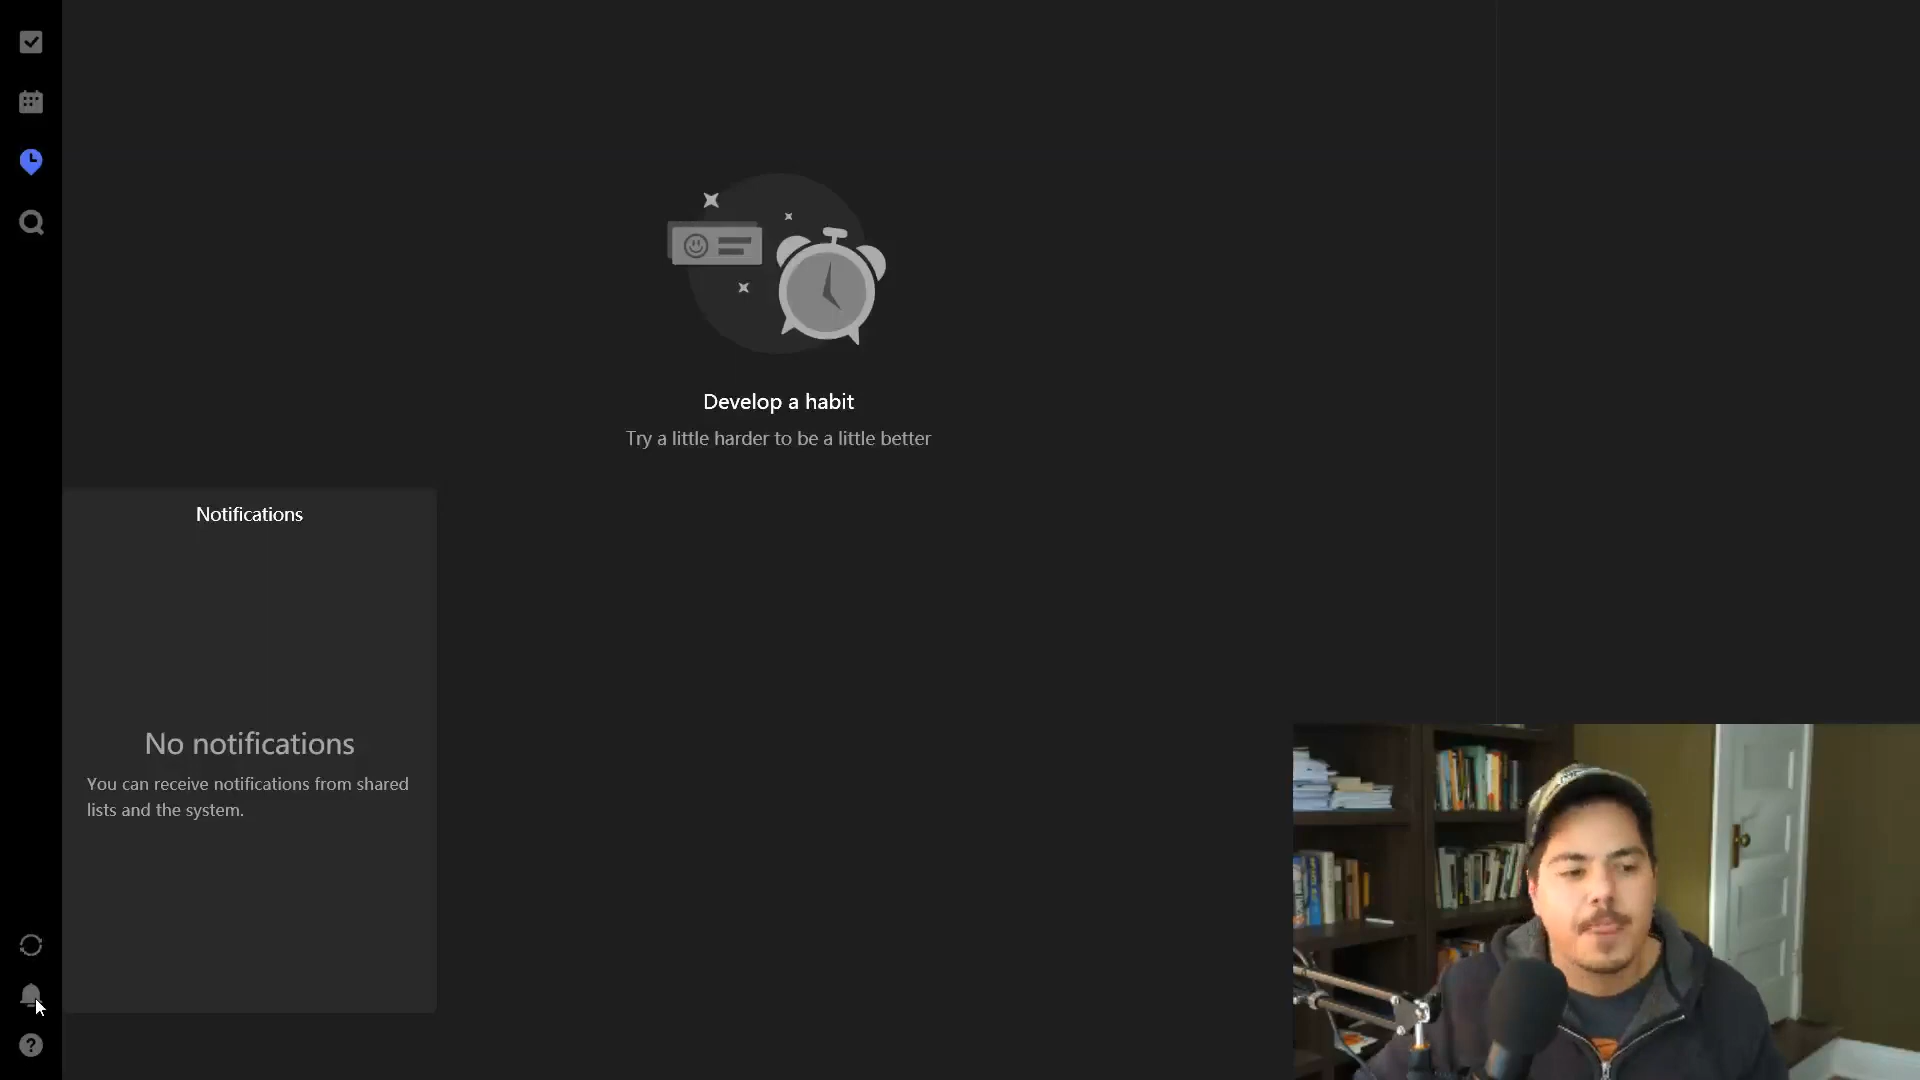 Develop a habit
Try a little harder to be a little better
Notifications
No notifications
You can receive notifications from shared
lists and the system.
?